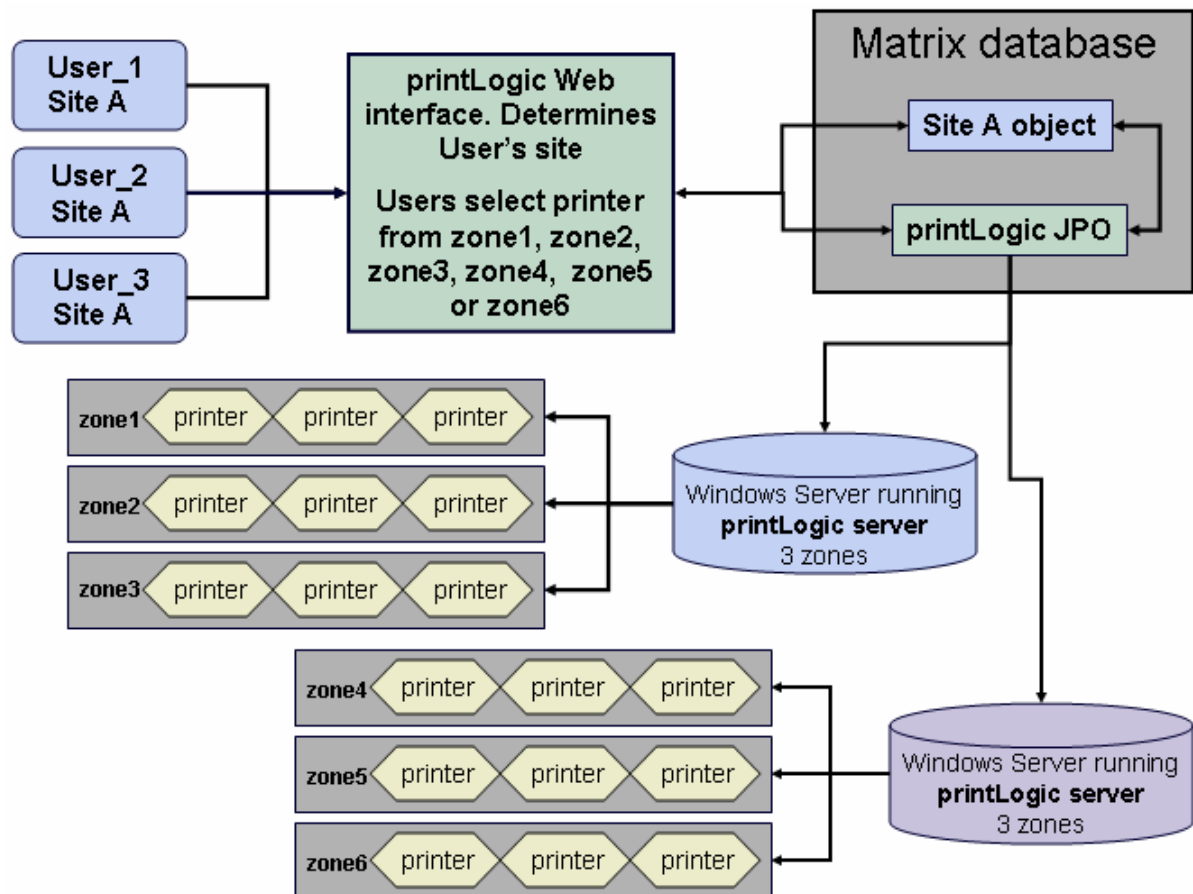 User_1
Site A
User_2
Site A
User_3
Site A
printLogic Web
interface. Determines
User's site
Users select printer
from zone1, zone2,
zone3, zone4, zone5
or zone6
Matrix database
Site A object
printLogic JPO
zone1 printer printer printer
zone2 printer printer printer
zone3 printer printer printer
Windows Server running
printLogic server
3 zones
zone4 printer printer printer
zone5 printer printer printer
zone6 printer printer printer
Windows Server running
printLogic server
3 zones